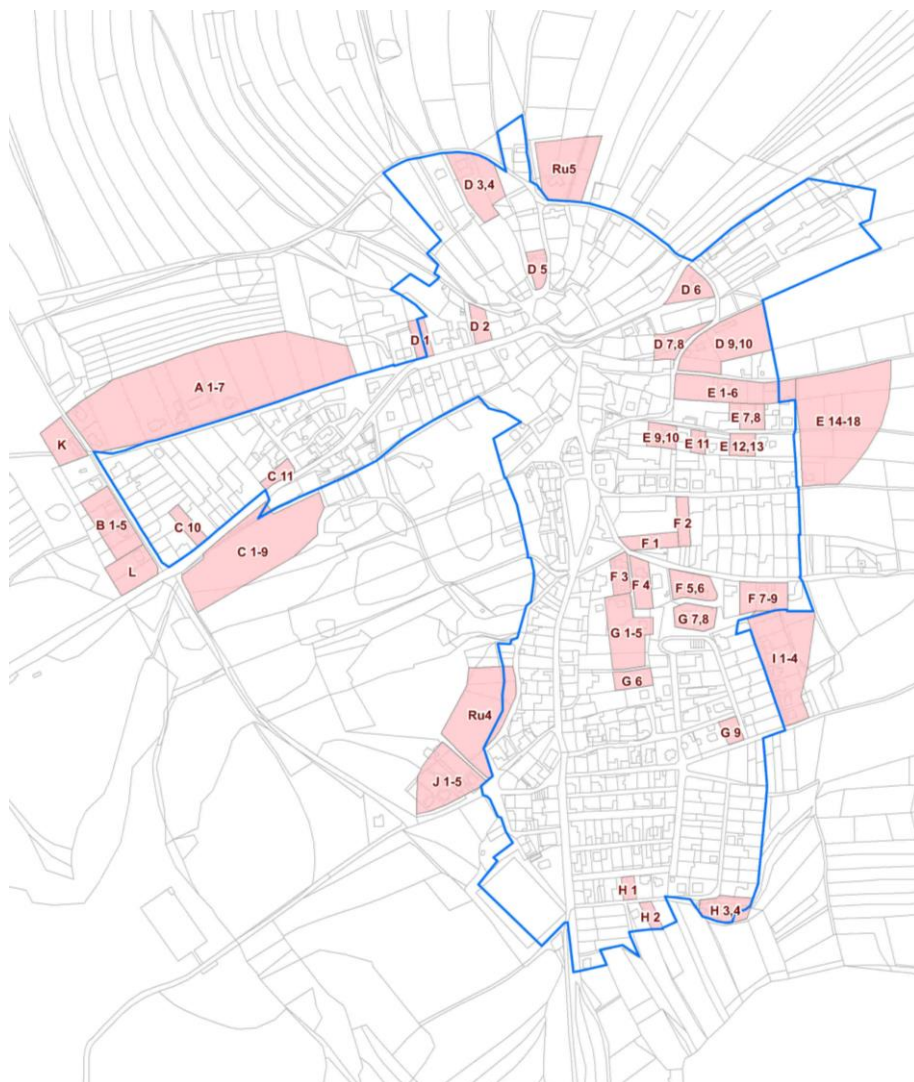 Ru5
D 3,4
D 5
D 6
D 1
D 2
D 7,8
D 9,10
A 1-7
E 1-6
E 7,8
E 14-18
K
E 9,10
E 11
E 12,13
C 11
B 1-5
C 10
F 2
C 1-9
F 1
L
F 3
F 4
F 5,6
F 7-9
G 7,8
G 1-5
I 1-4
G 6
Ru4
G 9
J 1-5
H 1
H 2
H 3,4